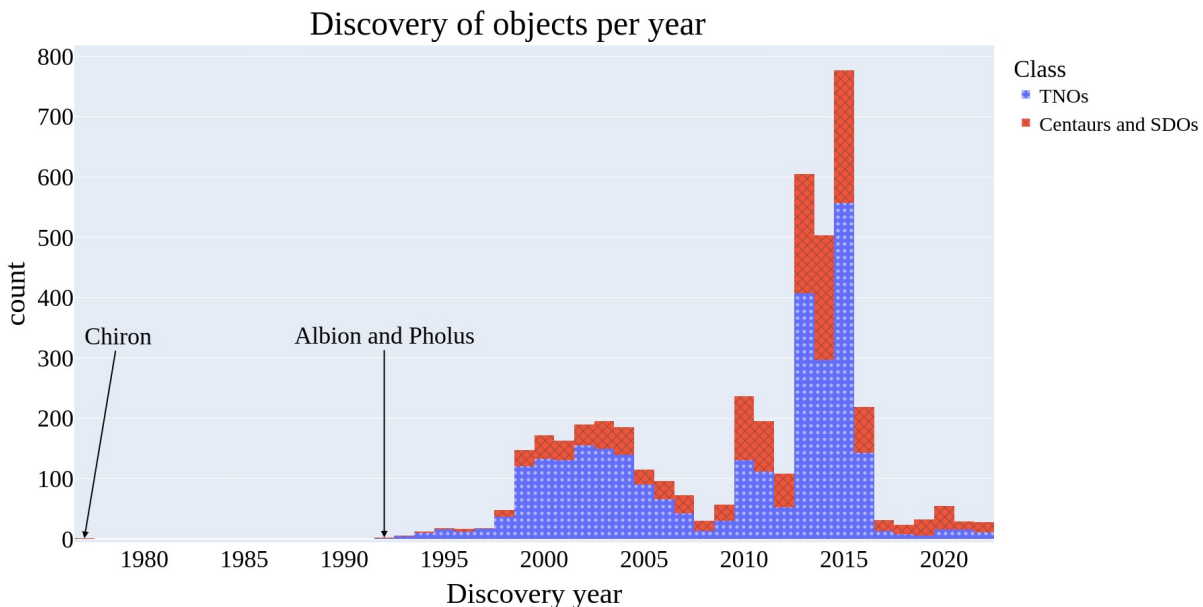 Discovery of objects per year
800
700
600
500
400
300
200
100
0
count
Chiron
Albion and Pholus
1980 1985 1990 1995 2000 2005 2010 2015 2020
Discovery year
Class
TNOs
Centaurs and SDOs